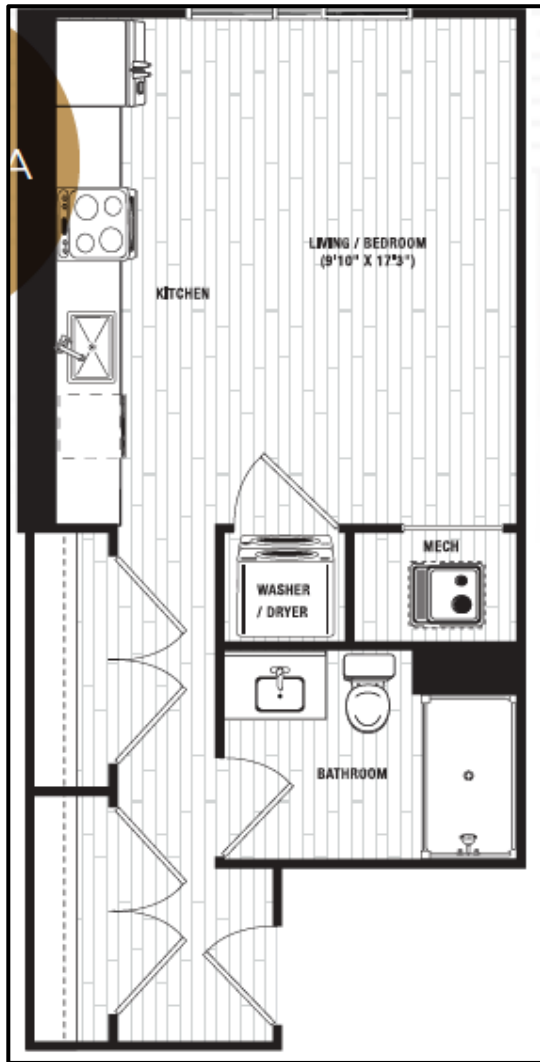 A
LIVING / BEDROOM
(9'10" X 17'3")
KITCHEN
MECH
WASHER
/ DRYER
BATHROOM